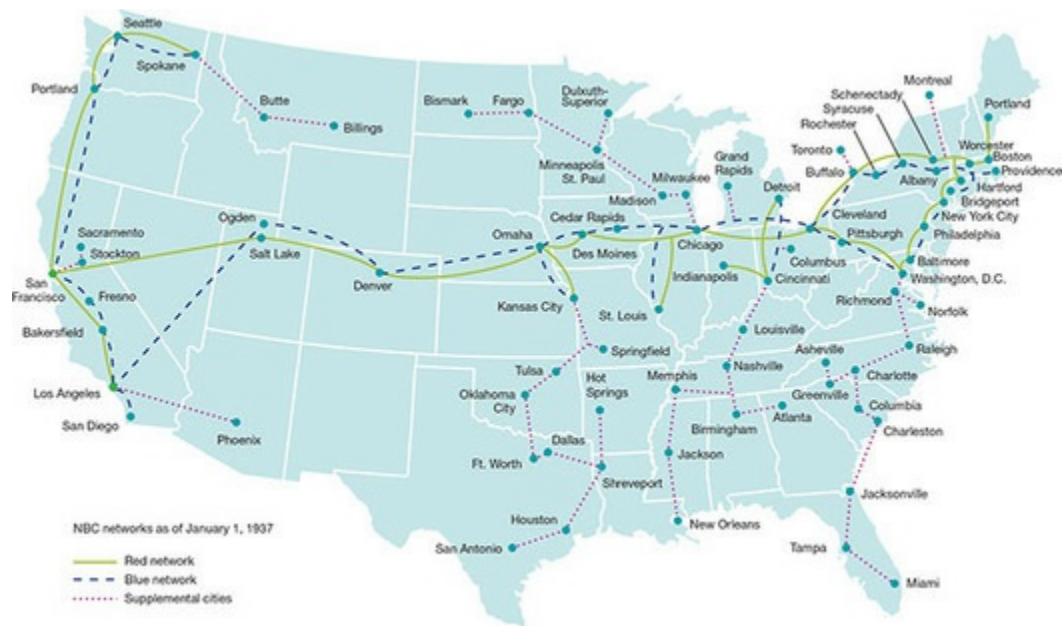 Seattle
Spokane
Portland
Butte
Billings
Bismark
Fargo
Dulxuth-
Superior
Minneapolis
St. Paul
Milwaukee
Madison
Grand
Rapids
Detroit
Toronto
Buffalo
Montreal
Schenectady
Syracuse
Rochester
Portland
Worcester
Boston
Providence
Albany
Hartford
Bridgeport
New York City
Philadelphia
Baltimore
Washington, D.C.
Cleveland
Pittsburgh
Columbus
Cincinnati
Indianapolis
Chicago
Cedar Rapids
Des Moines
Omaha
Ogden
Salt Lake
Denver
Sacramento
Stockton
San
Francisco
Fresno
Bakersfield
Los Angeles
San Diego
Phoenix
Kansas City
St. Louis
Springfield
Tulsa
Oklahoma
City
Hot
Springs
Dallas
Ft. Worth
Shreveport
Houston
San Antonio
Louisville
Nashville
Memphis
Birmingham
Atlanta
Jackson
New Orleans
Richmond
Norfolk
Raleigh
Asheville
Greenville
Charlotte
Columbia
Charleston
Jacksonville
Tampa
Miami
NBC networks as of January 1, 1937
Red network
Blue network
Supplemental cities